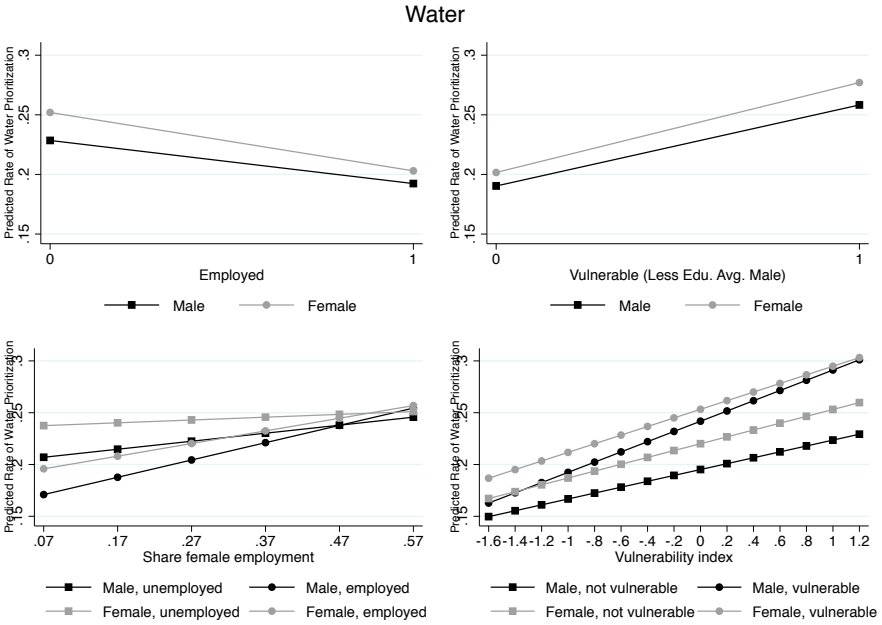 Water
Predicted Rate of Water Prioritization
.3
.25
.2
.15
0
1
Employed
Male
Female
Predicted Rate of Water Prioritization
.3
.25
.2
.15
0
1
Vulnerable (Less Edu. Avg. Male)
Male
Female
Predicted Rate of Water Prioritization
.3
.25
.2
.15
.07 .17 .27 .37 .47 .57
Share female employment
Male, unemployed Male, employed
Female, unemployed Female, employed
Predicted Rate of Water Prioritization
.3
.25
.2
.15
-1.6 -1.4 -1.2 -1 -.8 -.6 -.4 -.2 0 .2 .4 .6 .8 1 1.2
Vulnerability index
Male, not vulnerable Male, vulnerable
Female, not vulnerable Female, vulnerable